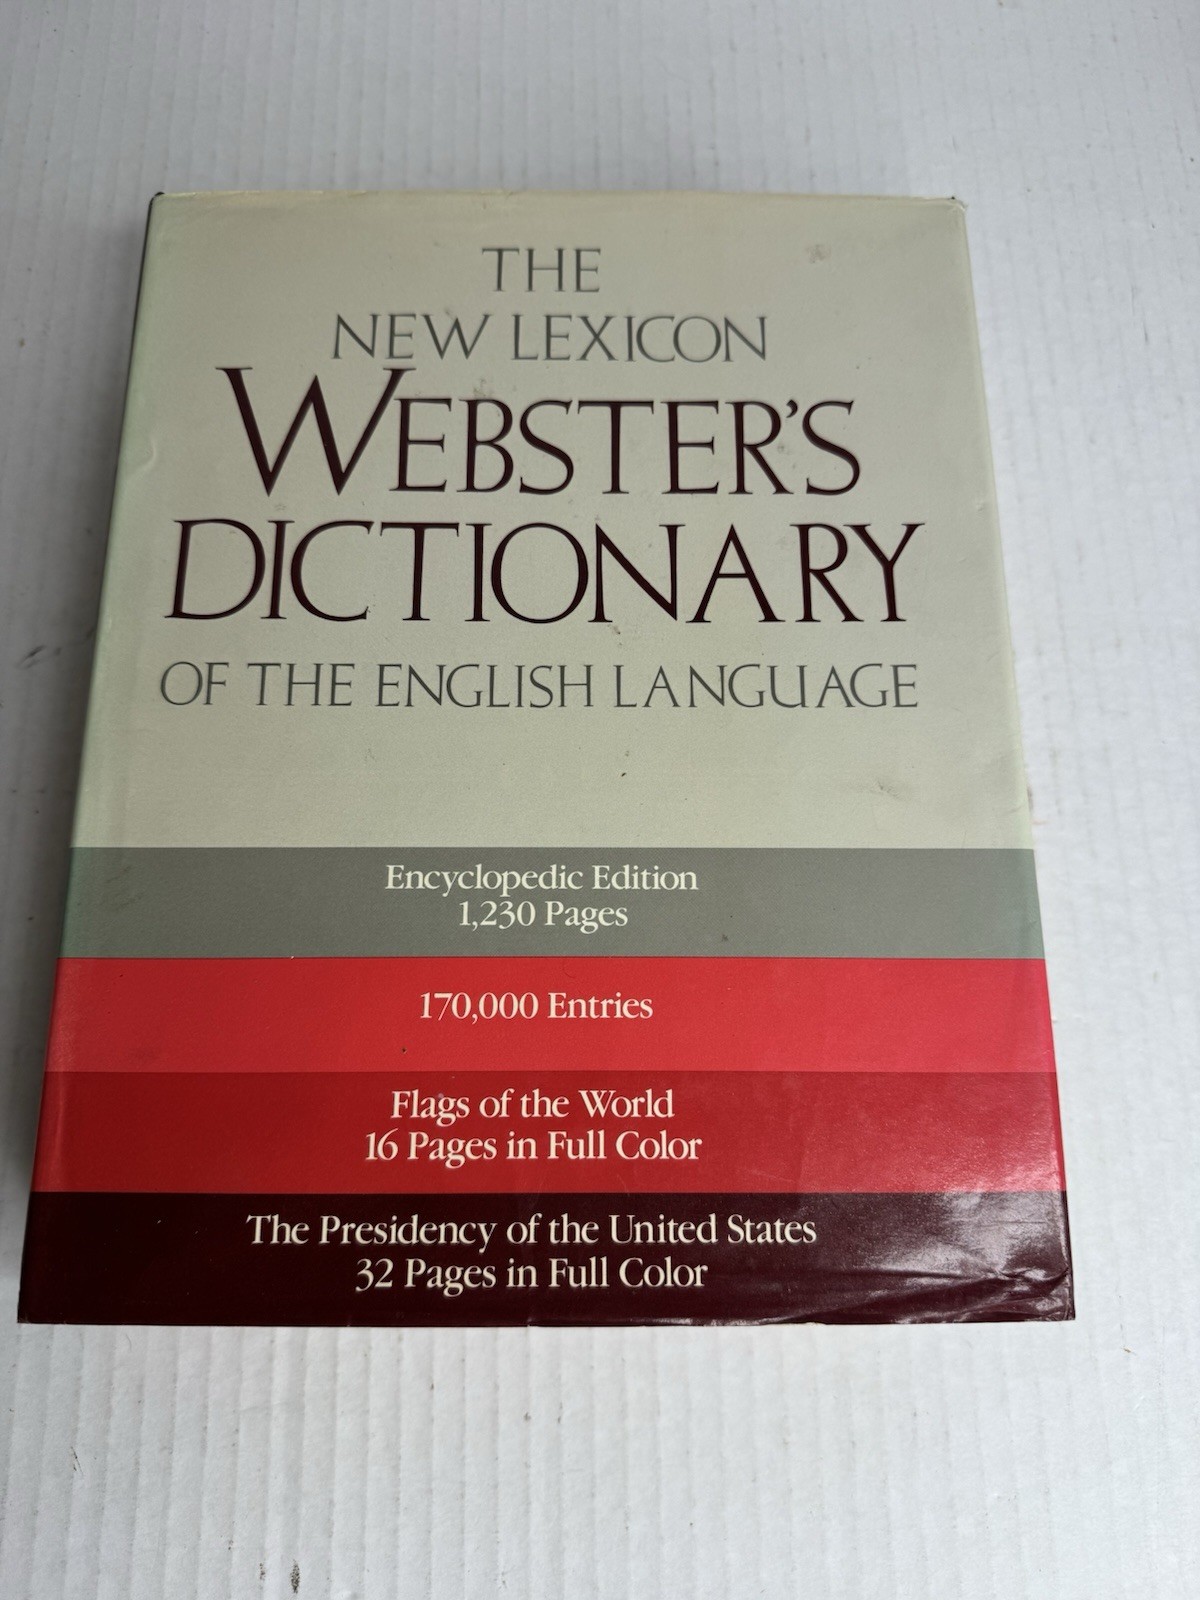 THE
NEW LEXICON
WEBSTER'S
DICTIONARY
OF THE ENGLISH LANGUAGE
Encyclopedic Edition
1,230 Pages
170,000 Entries
Flags of the World
16 Pages in Full Color
The Presidency of the United States
32 Pages in Full Color